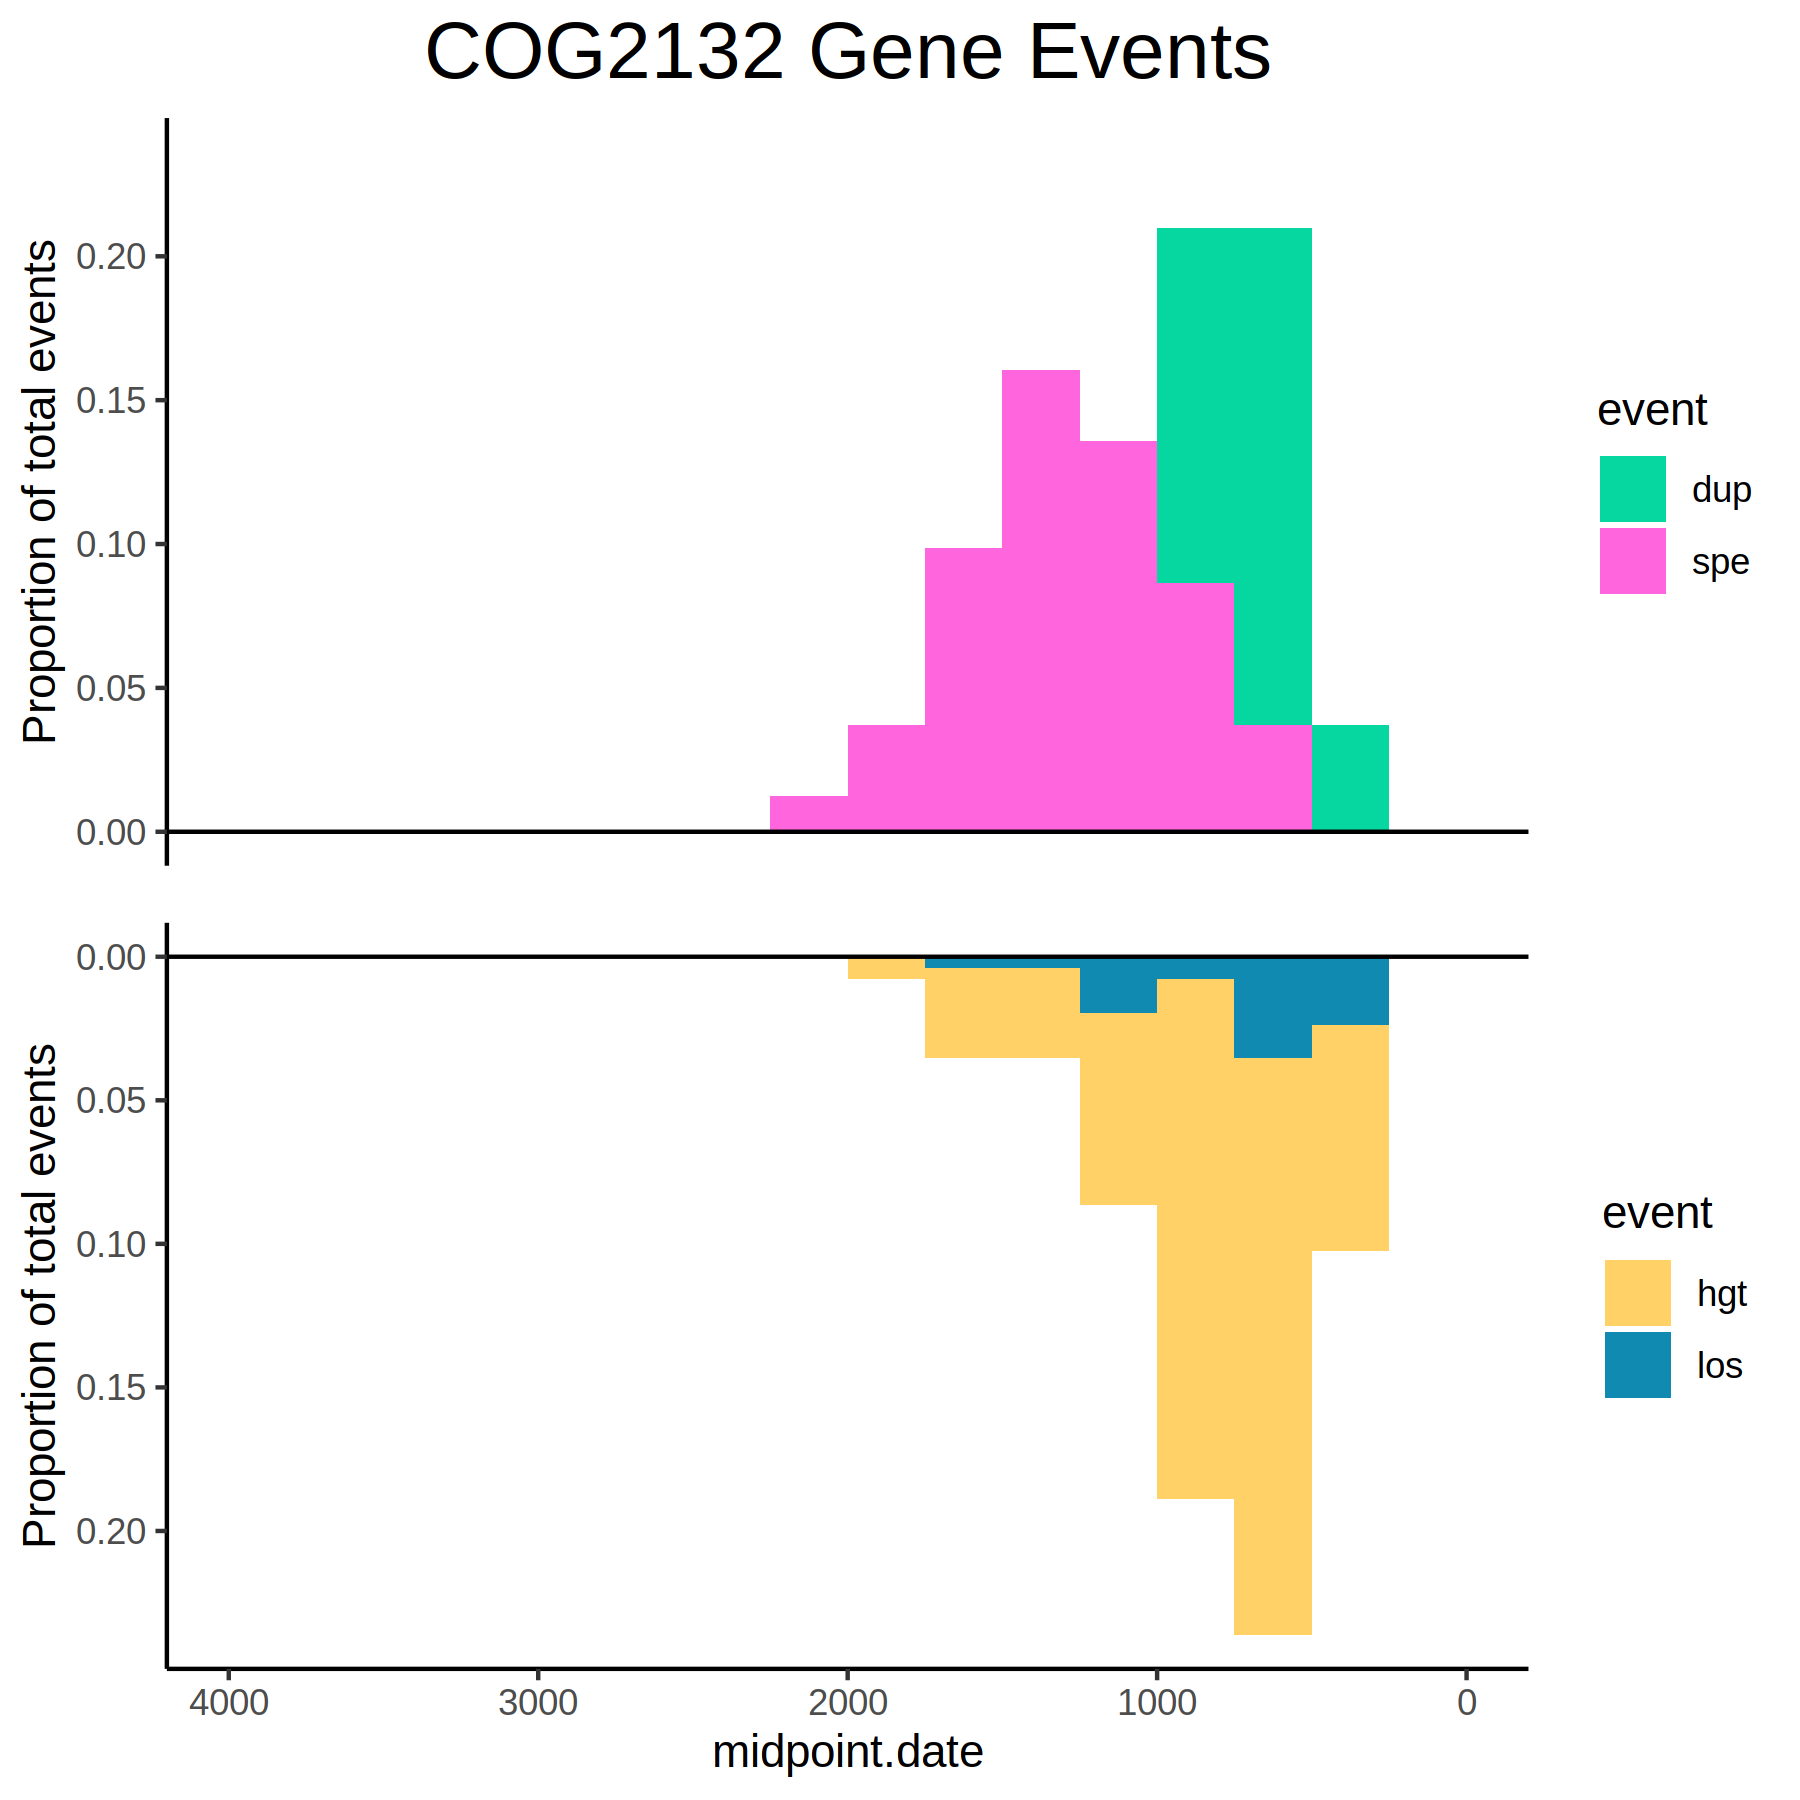 COG2132 Gene Events
Proportion of total events
0.20
0.15
0.10
0.05
0.00
event
dup
spe
Proportion of total events
0.00
0.05
0.10
0.15
0.20
event
hgt
los
4000 3000 2000 1000 0
midpoint.date